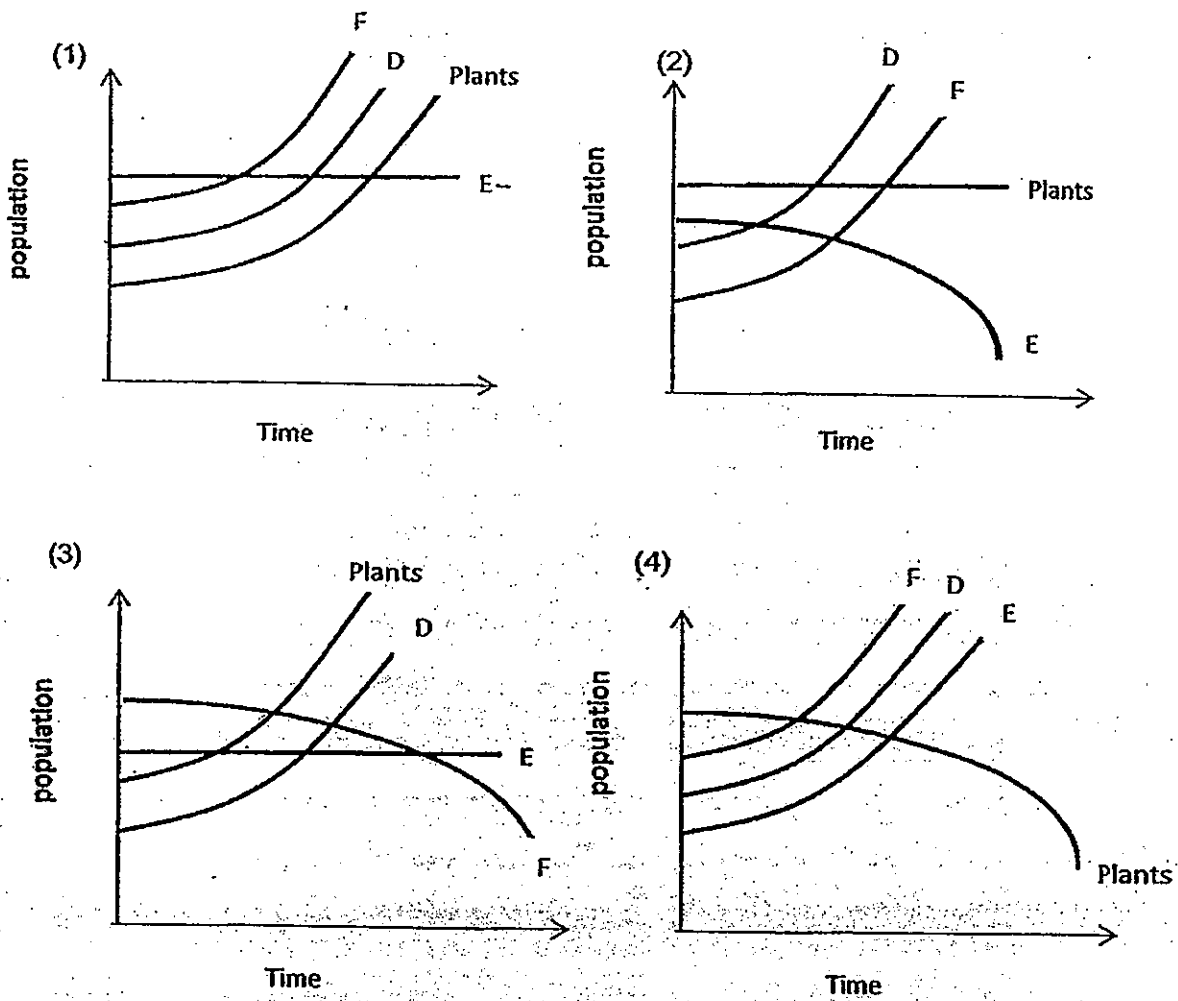 (1)
F
D
Plants
E--
population
Time
(2)
D
F
Plants
E
population
Time
(3)
Plants
D
E
F
population
Time
(4)
F
D
E
Plants
population
Time